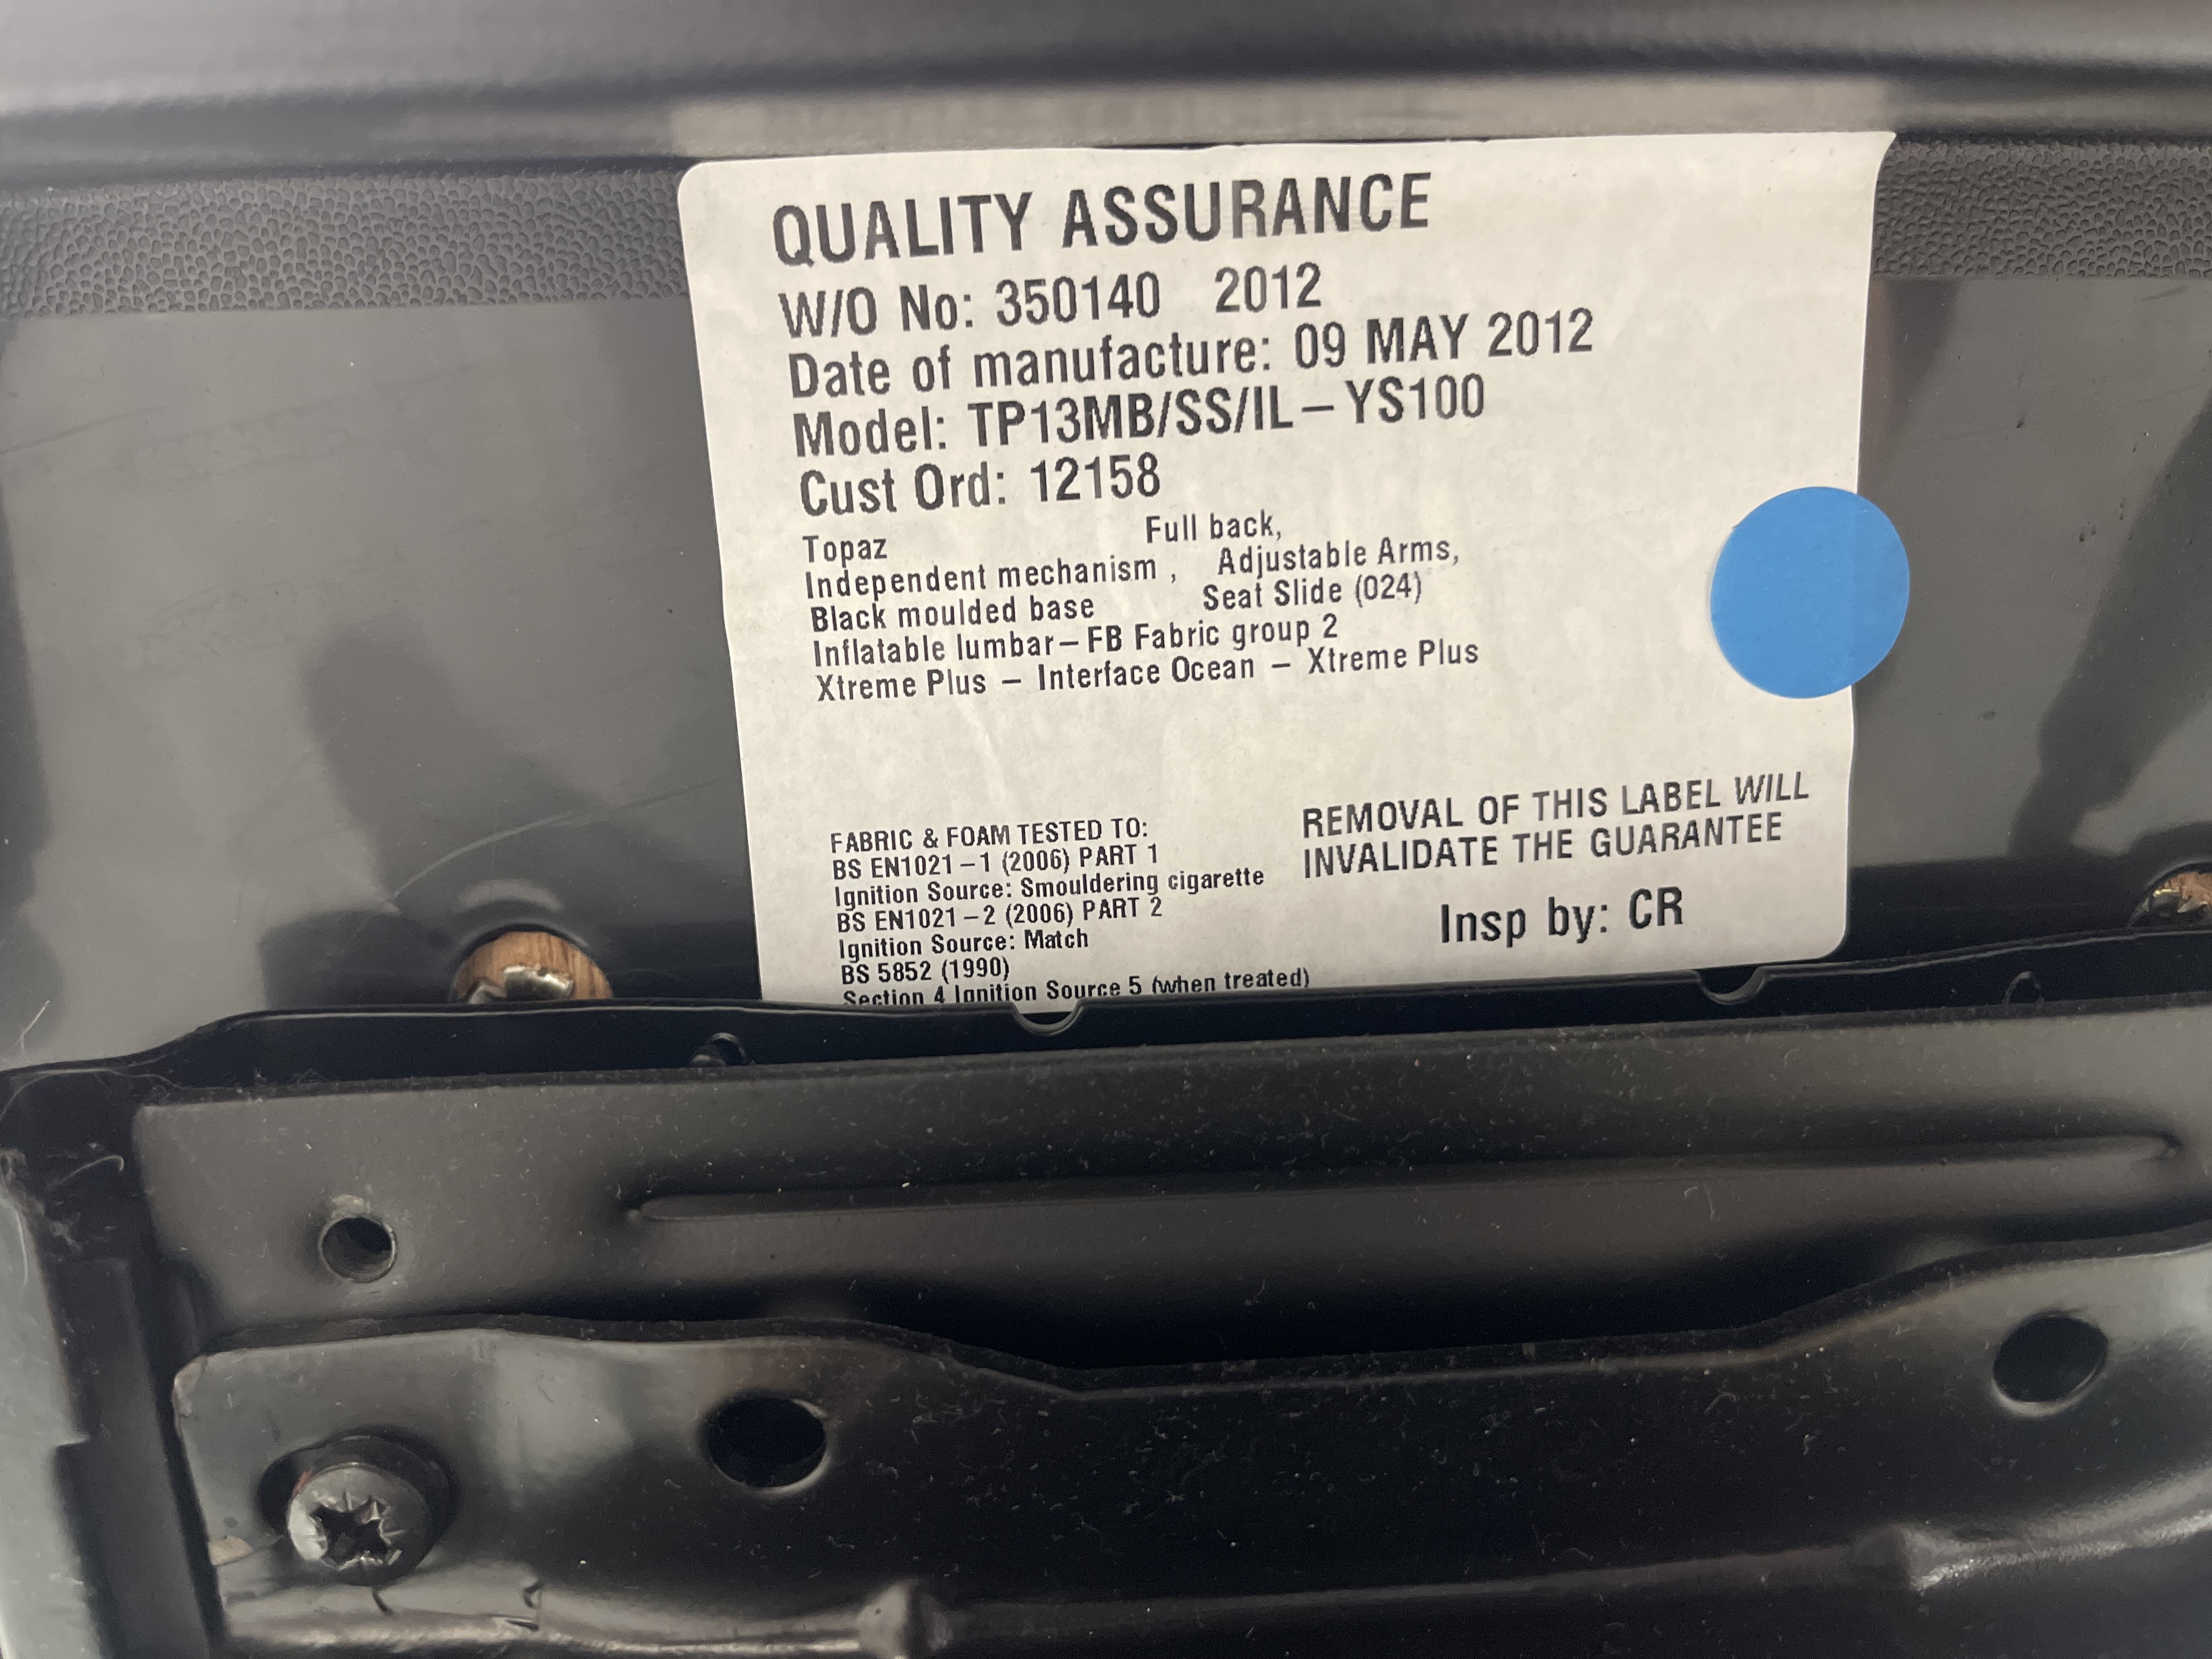 QUALITY ASSURANCE
W/O No: 350140 2012
Date of manufacture: 09 MAY 2012
Model: TP13MB/SS/IL–YS100
Cust Ord: 12158
Topaz Full back,
Independent mechanism , Adjustable Arms,
Black moulded base Seat Slide (024)
Inflatable lumbar–FB Fabric group 2
Xtreme Plus – Interface Ocean – Xtreme Plus
FABRIC & FOAM TESTED TO:
BS EN1021–1 (2006) PART 1
Ignition Source: Smouldering cigarette
BS EN1021–2 (2006) PART 2
Ignition Source: Match
BS 5852 (1990)
Section 4 Ignition Source 5 (when treated)
REMOVAL OF THIS LABEL WILL
INVALIDATE THE GUARANTEE
Insp by: CR